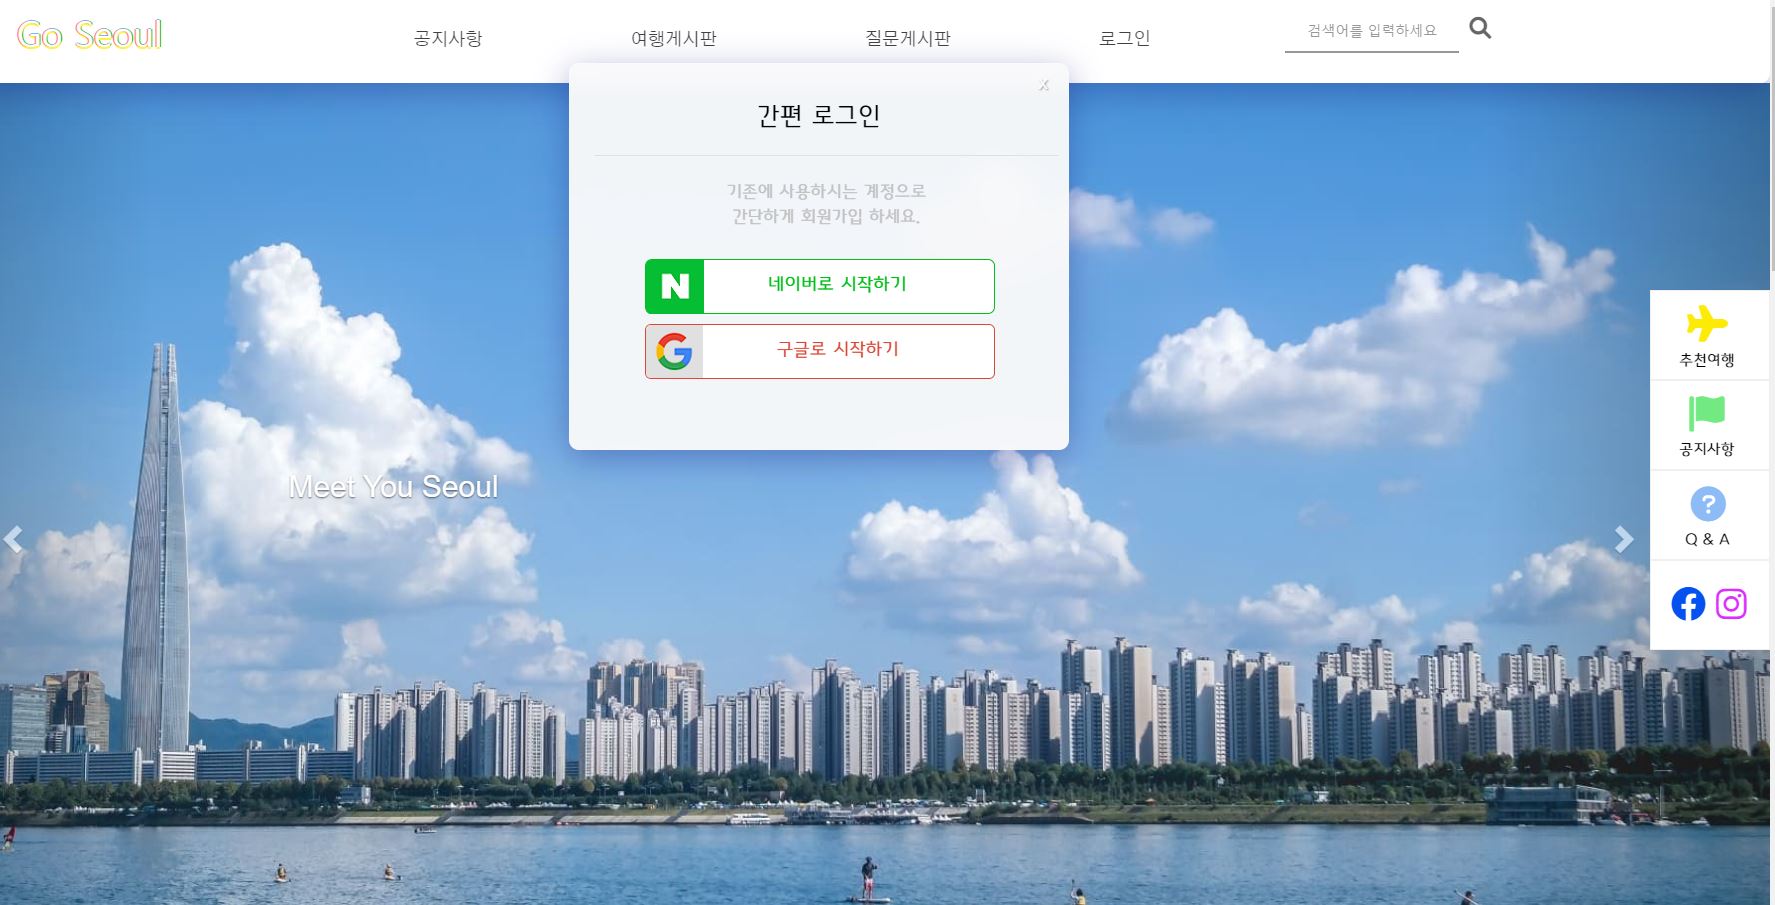 Go Seoul
공지사항
여행게시판
질문게시판
로그인
검색어를 입력하세요
x
간편 로그인
기존에 사용하시는 계정으로
간단하게 회원가입 하세요.
N
네이버로 시작하기
G
구글로 시작하기
Meet You Seoul
추천여행
공지사항
?
Q & A